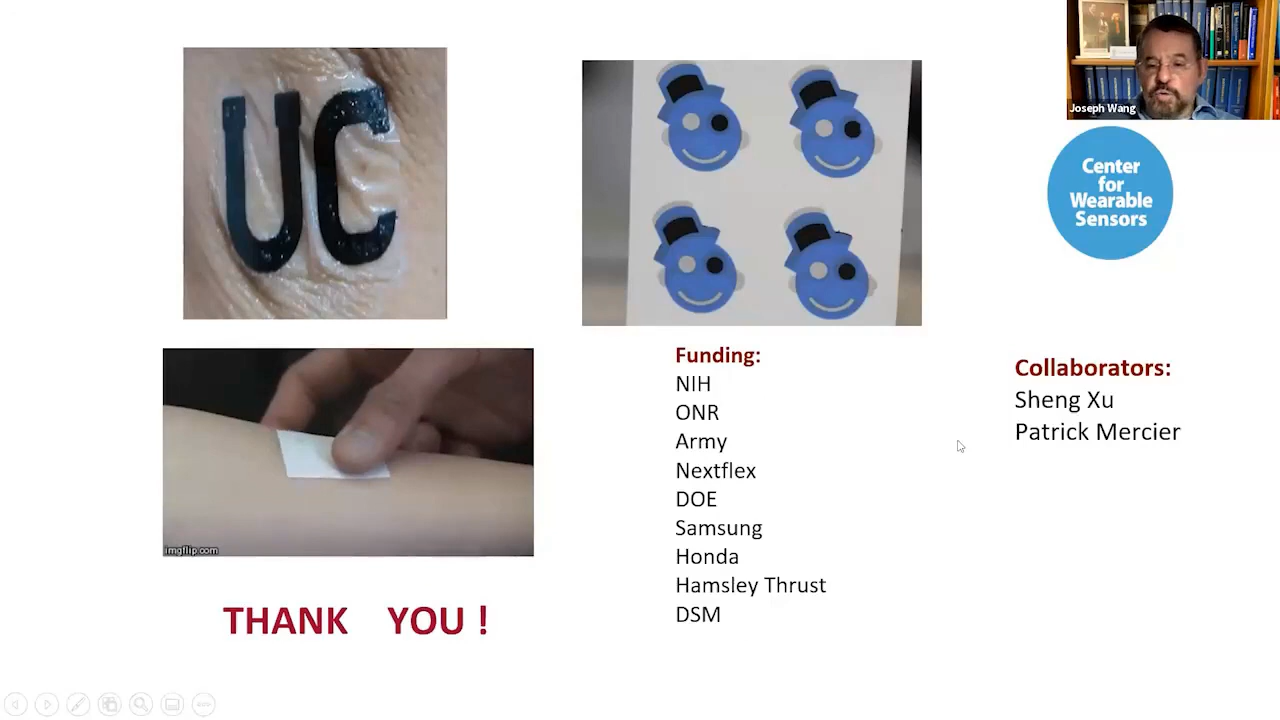 UC
Joseph Wang
Center
for
Wearable
Sensors
imgflip.com
THANK YOU !
Funding:
NIH
ONR
Army
Nextflex
DOE
Samsung
Honda
Hamsley Thrust
DSM
Collaborators:
Sheng Xu
Patrick Mercier